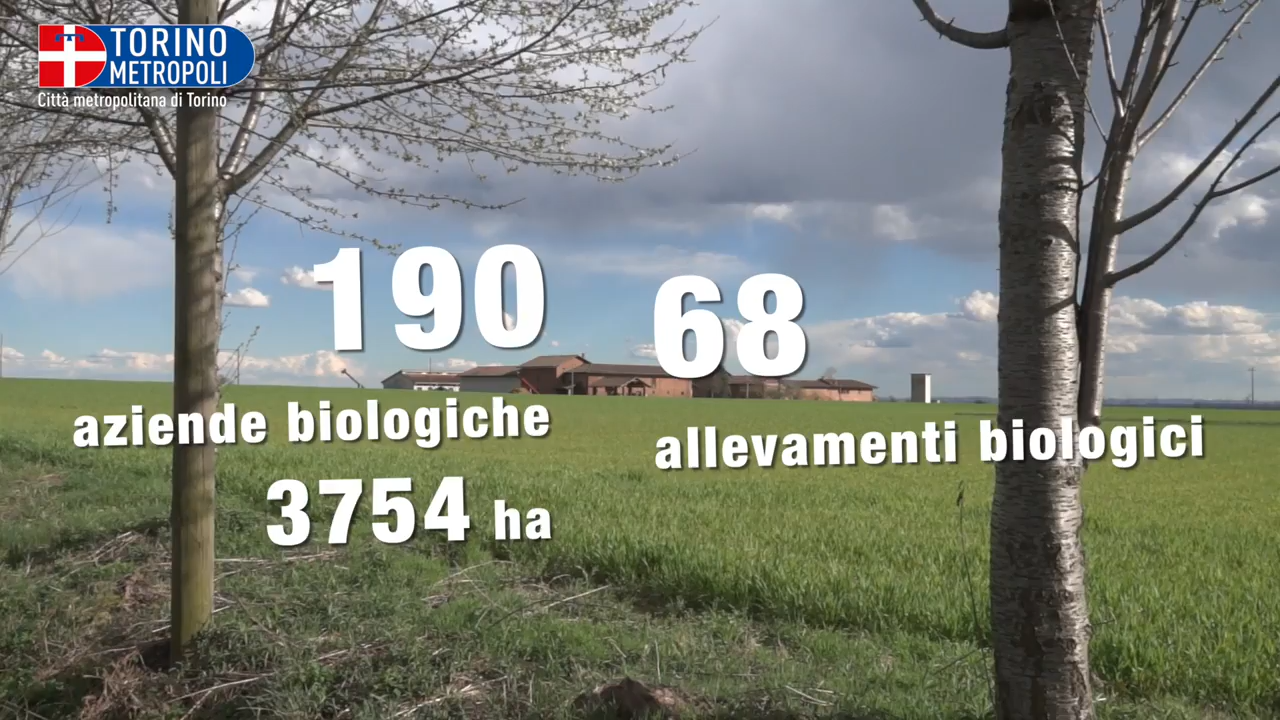 TORINO
METROPOLI
Città metropolitana di Torino
190
aziende biologiche
3754 ha
68
allevamenti biologici